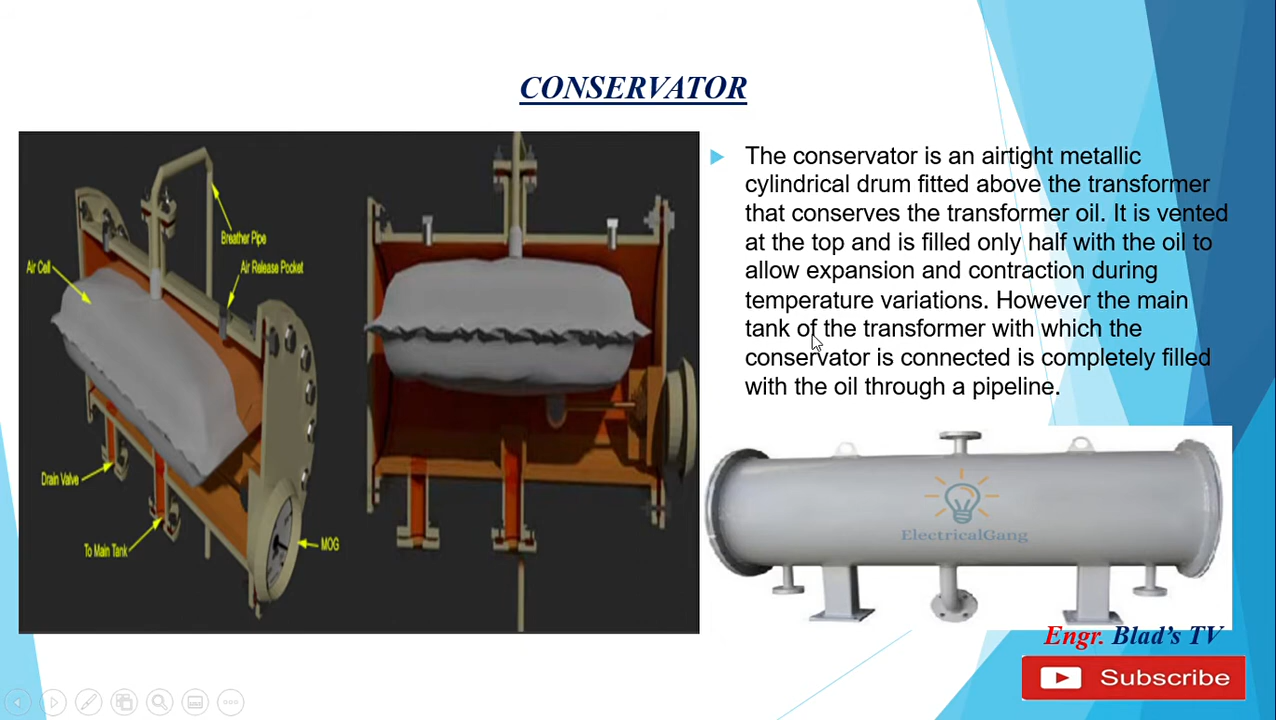 CONSERVATOR
Breather Pipe
Air Cell
Air Release Pocket
Drain Valve
To Main Tank
MOG
The conservator is an airtight metallic
cylindrical drum fitted above the transformer
that conserves the transformer oil. It is vented
at the top and is filled only half with the oil to
allow expansion and contraction during
temperature variations. However the main
tank of the transformer with which the
conservator is connected is completely filled
with the oil through a pipeline.
ElectricalGang
Engr. Blad's TV
Subscribe